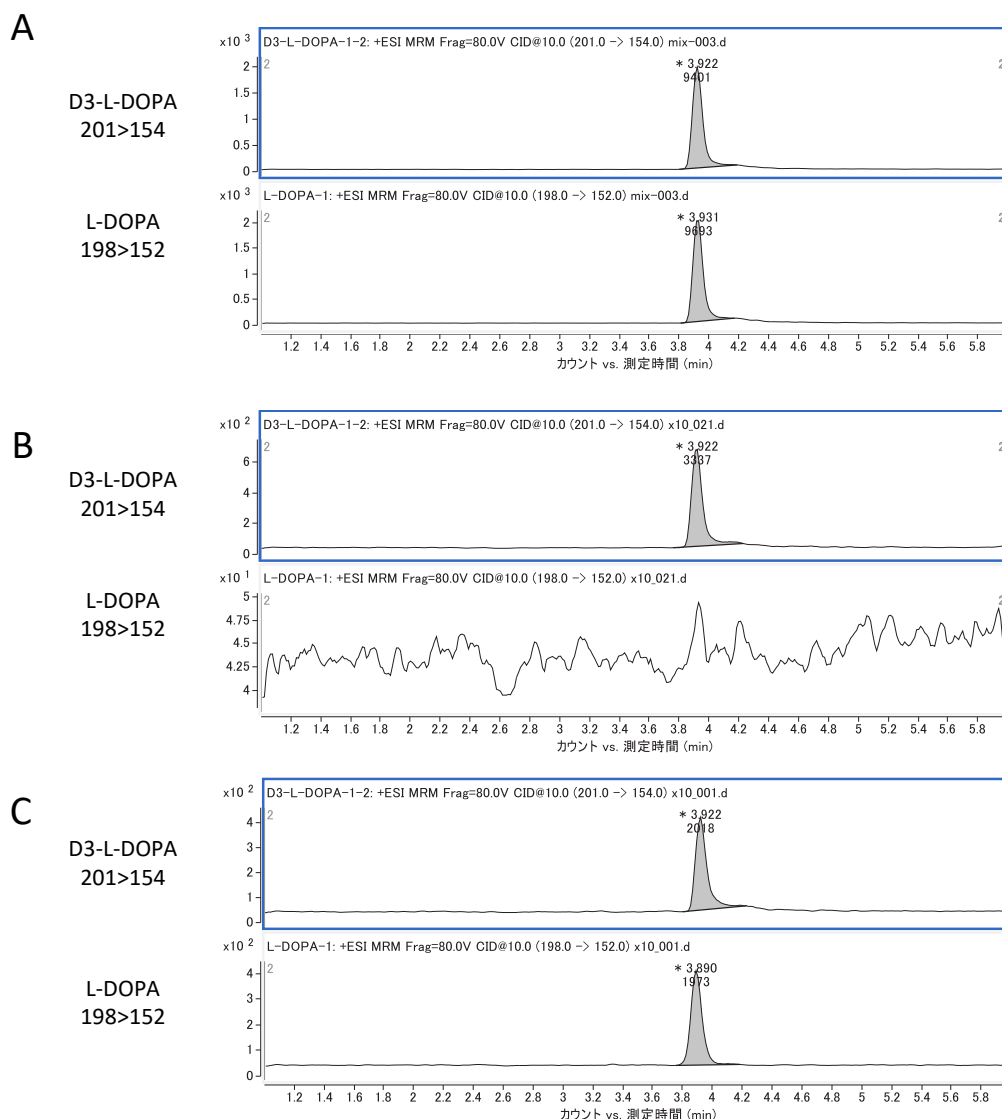 A
D3-L-DOPA
201>154
x10 3
D3-L-DOPA-1-2: +ESI MRM Frag=80.0V CID@10.0 (201.0 -> 154.0) mix-003.d
2
2
* 3.922
9401
2
1.5
1
0.5
0
L-DOPA
198>152
x10 3
L-DOPA-1: +ESI MRM Frag=80.0V CID@10.0 (198.0 -> 152.0) mix-003.d
2
2
* 3.931
9693
2
1.5
1
0.5
0
1.2 1.4 1.6 1.8 2 2.2 2.4 2.6 2.8 3 3.2 3.4 3.6 3.8 4 4.2 4.4 4.6 4.8 5 5.2 5.4 5.6 5.8
カウント vs. 測定時間 (min)
B
D3-L-DOPA
201>154
x10 2
D3-L-DOPA-1-2: +ESI MRM Frag=80.0V CID@10.0 (201.0 -> 154.0) x10_021.d
2
2
* 3.922
3337
6
4
2
0
L-DOPA
198>152
x10 1
L-DOPA-1: +ESI MRM Frag=80.0V CID@10.0 (198.0 -> 152.0) x10_021.d
2
2
5
4.75
4.5
4.25
4
1.2 1.4 1.6 1.8 2 2.2 2.4 2.6 2.8 3 3.2 3.4 3.6 3.8 4 4.2 4.4 4.6 4.8 5 5.2 5.4 5.6 5.8
カウント vs. 測定時間 (min)
C
D3-L-DOPA
201>154
x10 2
D3-L-DOPA-1-2: +ESI MRM Frag=80.0V CID@10.0 (201.0 -> 154.0) x10_001.d
2
* 3.922
2018
4
3
2
1
0
L-DOPA
198>152
x10 2
L-DOPA-1: +ESI MRM Frag=80.0V CID@10.0 (198.0 -> 152.0) x10_001.d
2
* 3.890
1973
4
3
2
1
0
1.2 1.4 1.6 1.8 2 2.2 2.4 2.6 2.8 3 3.2 3.4 3.6 3.8 4 4.2 4.4 4.6 4.8 5 5.2 5.4 5.6 5.8
カウント vs. 測定時間 (min)